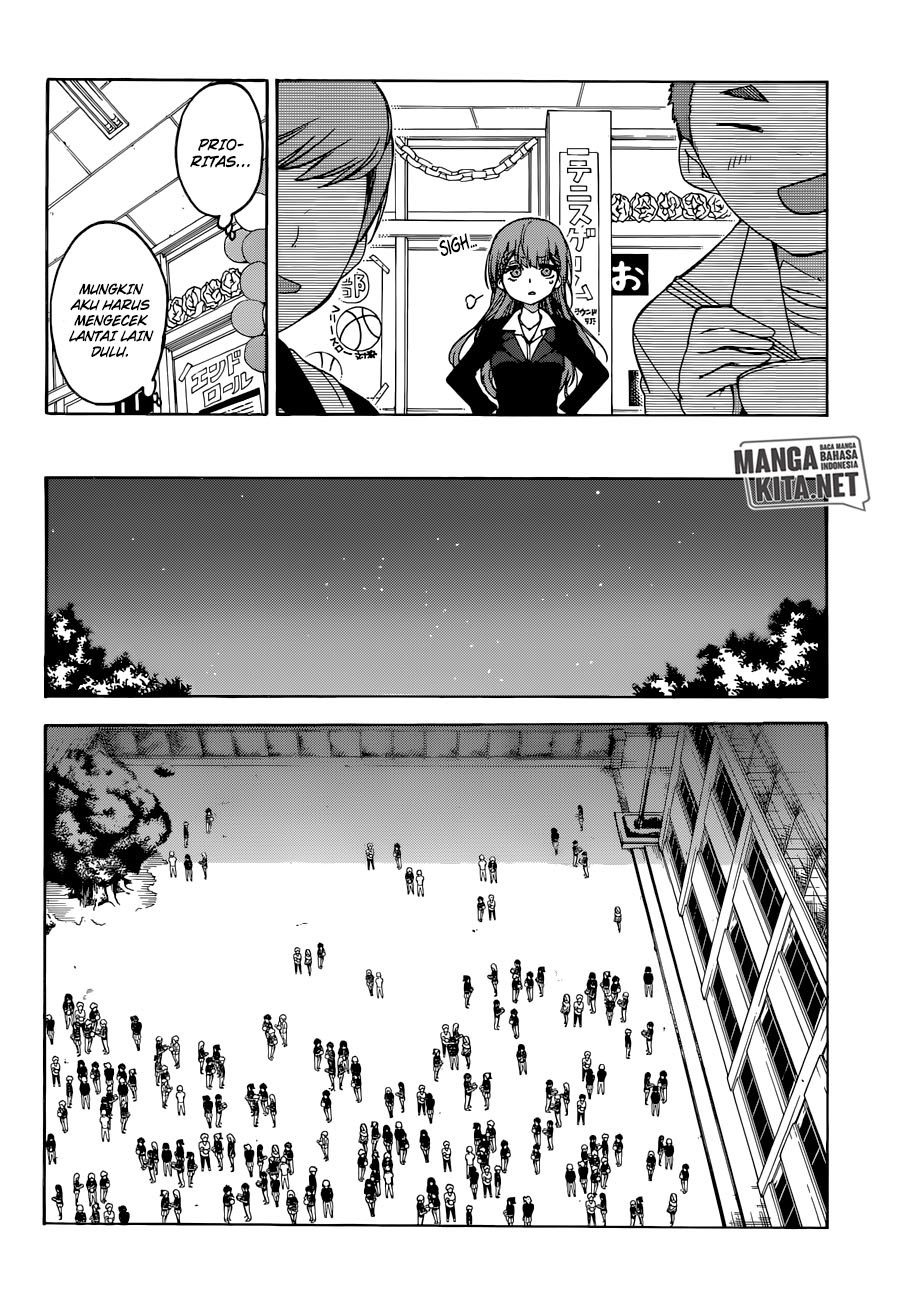 SIGH...
テニスゲーム
部
お
PRIO-
RITAS...
MUNGKIN
AKU HARUS
MENGECEK
LANTAI LAIN
DULU.
エンド
ロール
MANGA
KITA.NET
BACA MANGA
BAHASA
INDONESIA